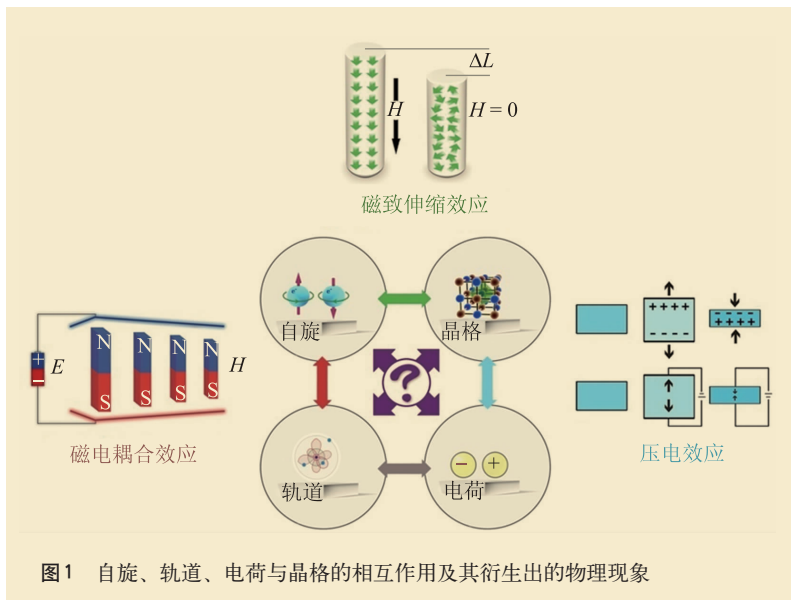 ΔL
H
H = 0
磁致伸缩效应
自旋
晶格
N
N
N
N
S
S
S
S
+
−
E
H
磁电耦合效应
?
轨道
− +
电荷
+ + + +
− − − −
− − − −
+ + + +
压电效应
图1 自旋、轨道、电荷与晶格的相互作用及其衍生出的物理现象